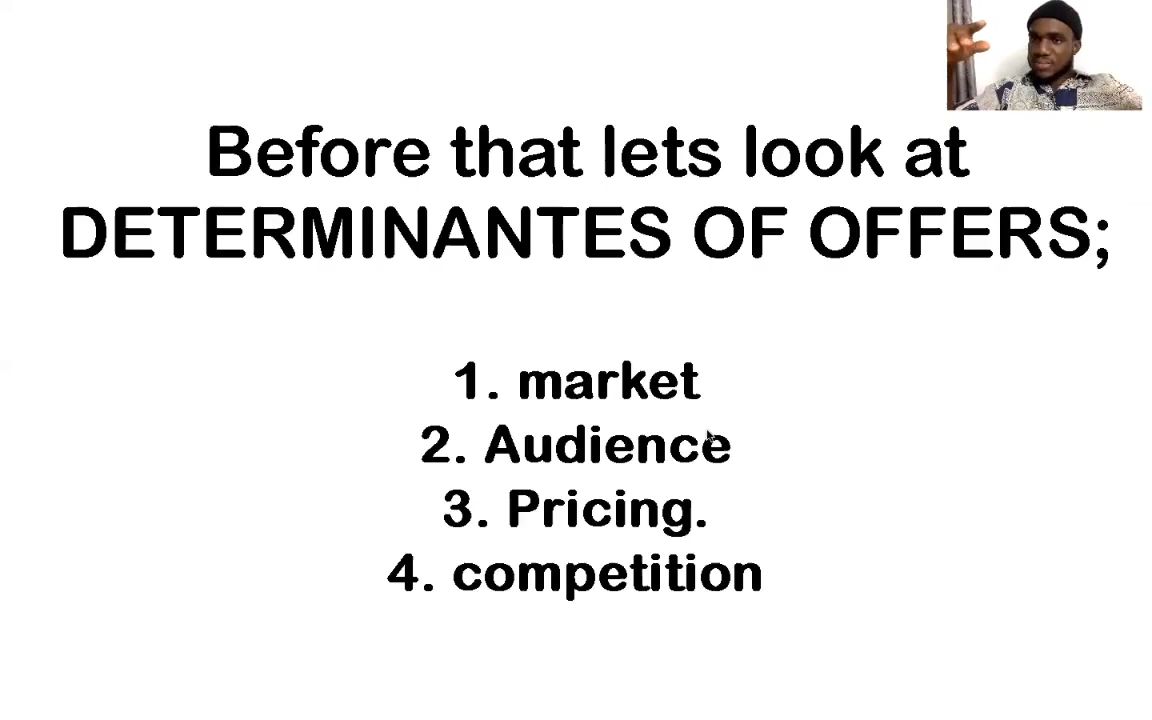 Before that lets look at
DETERMINANTES OF OFFERS;
1. market
2. Audience
3. Pricing.
4. competition